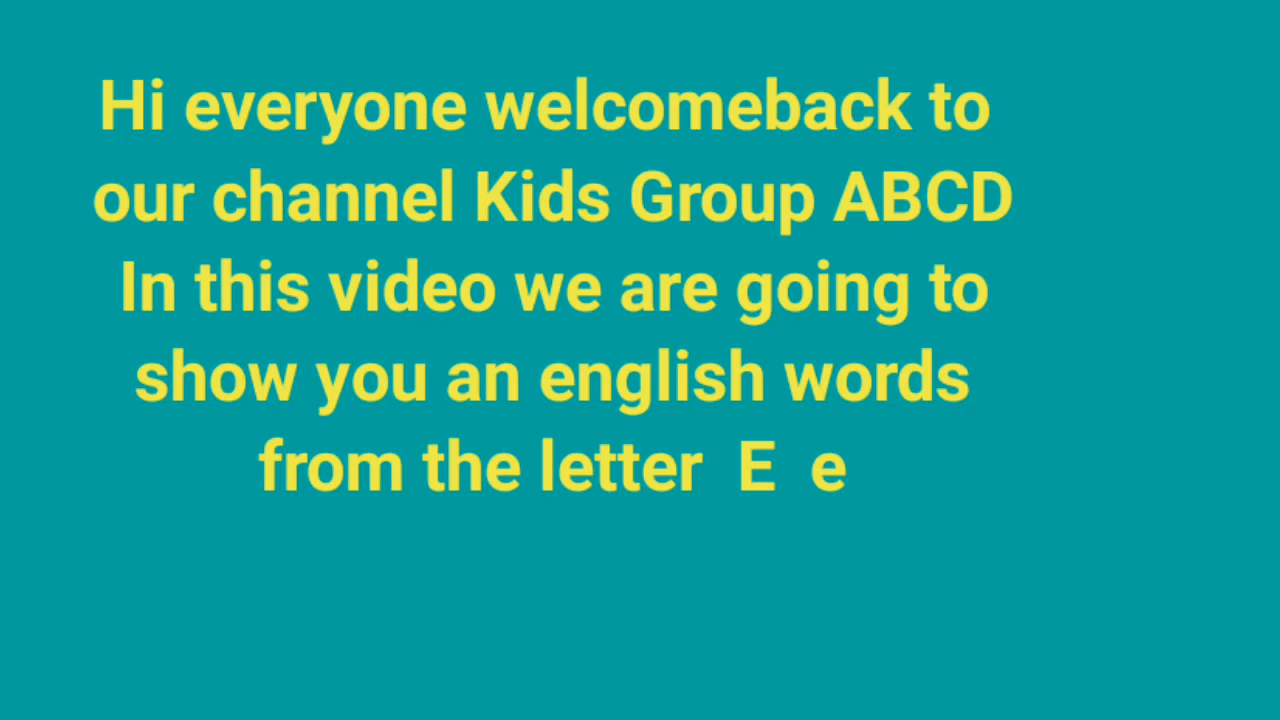 Hi everyone welcomeback to
our channel Kids Group ABCD
In this video we are going to
show you an english words
from the letter E e